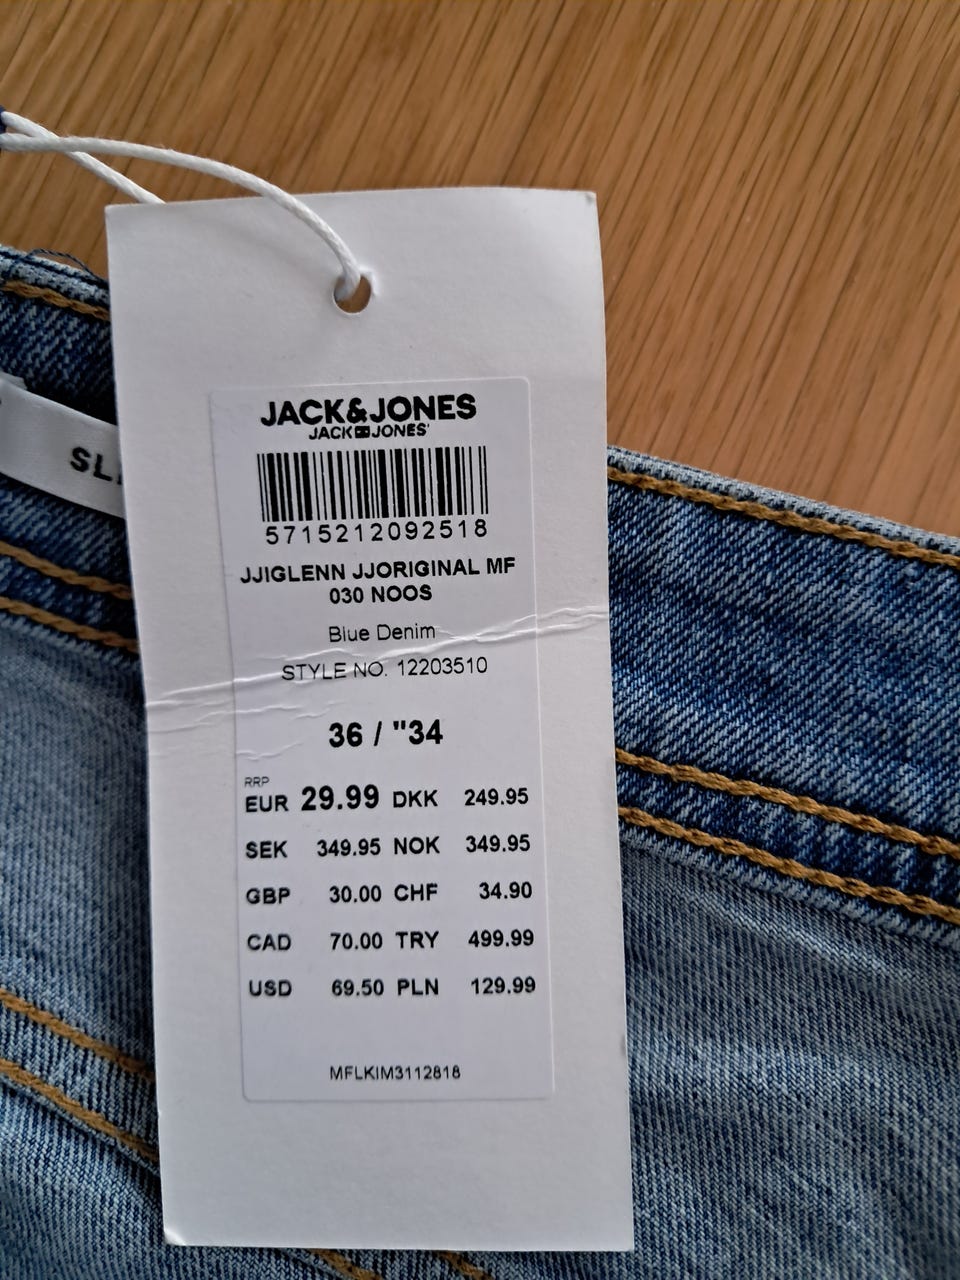 JACK&JONES
JACK JONES
5715212092518
JJIGLENN JJORIGINAL MF
030 NOOS
Blue Denim
STYLE NO. 12203510
36 / "34
RRP
EUR 29.99 DKK 249.95
SEK 349.95 NOK 349.95
GBP 30.00 CHF 34.90
CAD 70.00 TRY 499.99
USD 69.50 PLN 129.99
MFLKIM3112818